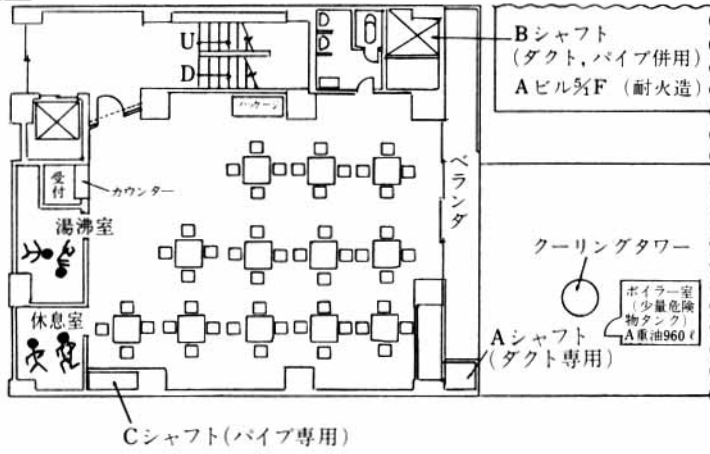 U
D
Bシャフト
(ダクト,パイプ併用)
Aビル5/1F (耐火造)
パッケージ
受付
カウンター
ベランダ
湯沸室
クーリングタワー
ボイラー室
(少量危険
物タンク)
A重油960ℓ
休息室
Aシャフト
(ダクト専用)
Cシャフト(パイプ専用)